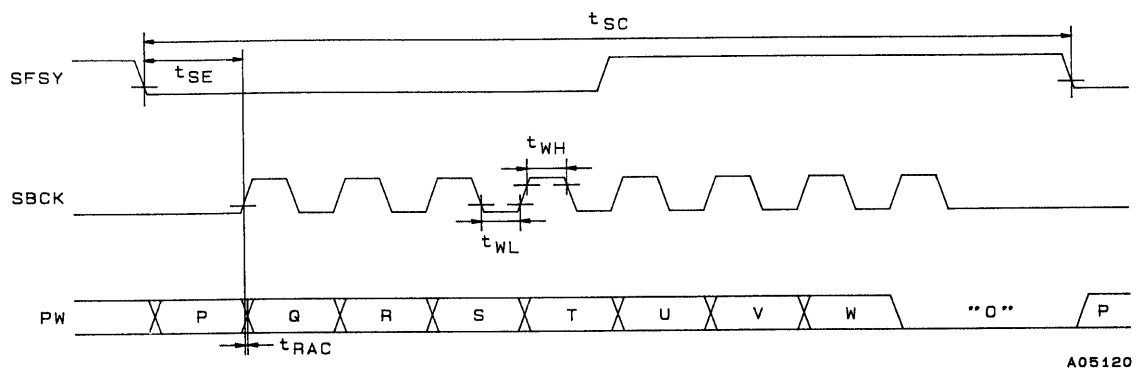 tSC
tSE
SFSY
tWH
SBCK
tWL
PW P Q R S T U V W "0" P
tRAC
A05120